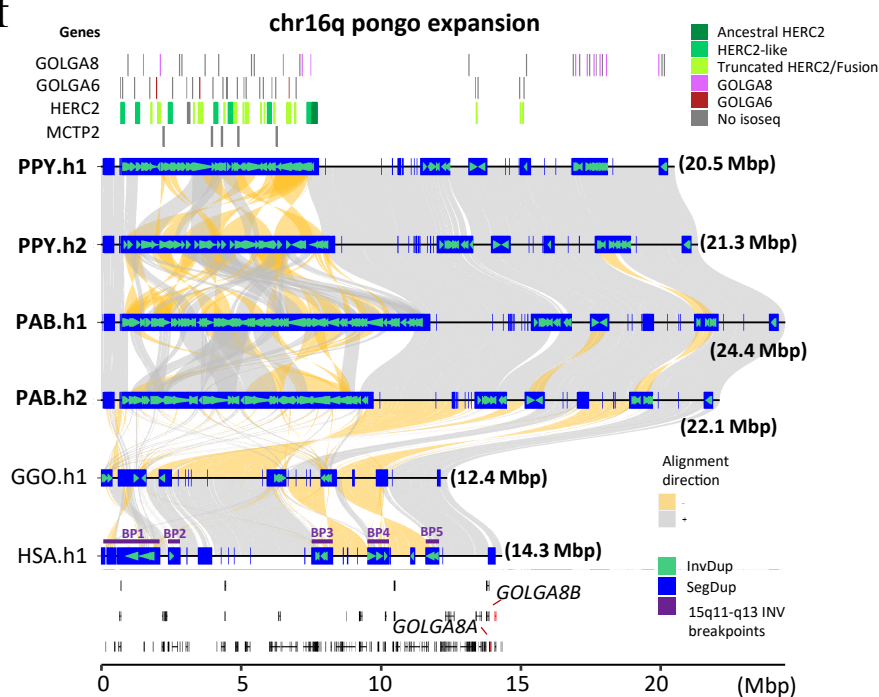 chr16q pongo expansion
Genes
GOLGA8
GOLGA6
HERC2
MCTP2
Ancestral HERC2
HERC2-like
Truncated HERC2/Fusion
GOLGA8
GOLGA6
No isoseq
PPY.h1 (20.5 Mbp)
PPY.h2 (21.3 Mbp)
PAB.h1
(24.4 Mbp)
PAB.h2
(22.1 Mbp)
GGO.h1 (12.4 Mbp)
Alignment
direction
-
+
BP1 BP2 BP3 BP4 BP5
HSA.h1 (14.3 Mbp)
InvDup
SegDup
15q11-q13 INV
breakpoints
GOLGA8B
GOLGA8A
0 5 10 15 20 (Mbp)